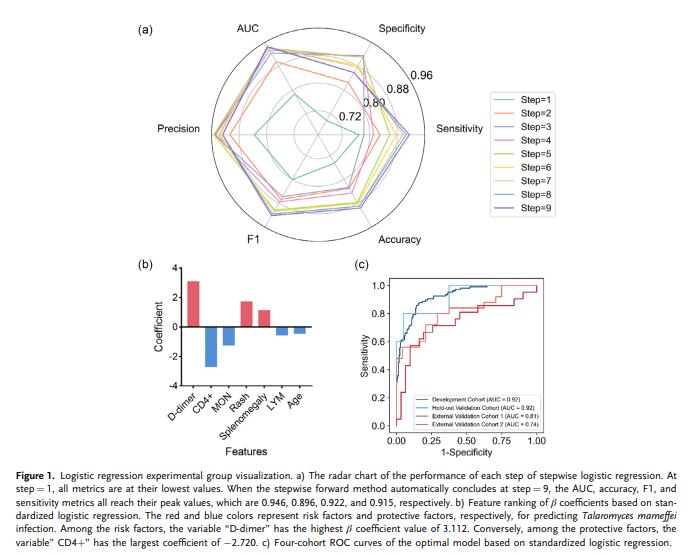 (a)
AUC
Specificity
0.96
0.88
0.80
0.72
Precision
Sensitivity
F1
Accuracy
Step=1
Step=2
Step=3
Step=4
Step=5
Step=6
Step=7
Step=8
Step=9
(b)
4
2
0
-2
-4
Coefficient
D-dimer
CD4+
MON
Rash
Splenomegaly
LYM
Age
Features
(c)
1.0
0.8
0.6
0.4
0.2
0.0
Sensitivity
Development Cohort (AUC = 0.92)
Hold-out Validation Cohort (AUC = 0.92)
External Validation Cohort 1 (AUC = 0.81)
External Validation Cohort 2 (AUC = 0.74)
0.00 0.25 0.50 0.75 1.00
1-Specificity
Figure 1. Logistic regression experimental group visualization. a) The radar chart of the performance of each step of stepwise logistic regression. At
step = 1, all metrics are at their lowest values. When the stepwise forward method automatically concludes at step = 9, the AUC, accuracy, F1, and
sensitivity metrics all reach their peak values, which are 0.946, 0.896, 0.922, and 0.915, respectively. b) Feature ranking of β coefficients based on stan-
dardized logistic regression. The red and blue colors represent risk factors and protective factors, respectively, for predicting Talaromyces mameffei
infection. Among the risk factors, the variable “D-dimer” has the highest β coefficient value of 3.112. Conversely, among the protective factors, the
variable” CD4+” has the largest coefficient of −2.720. c) Four-cohort ROC curves of the optimal model based on standardized logistic regression.